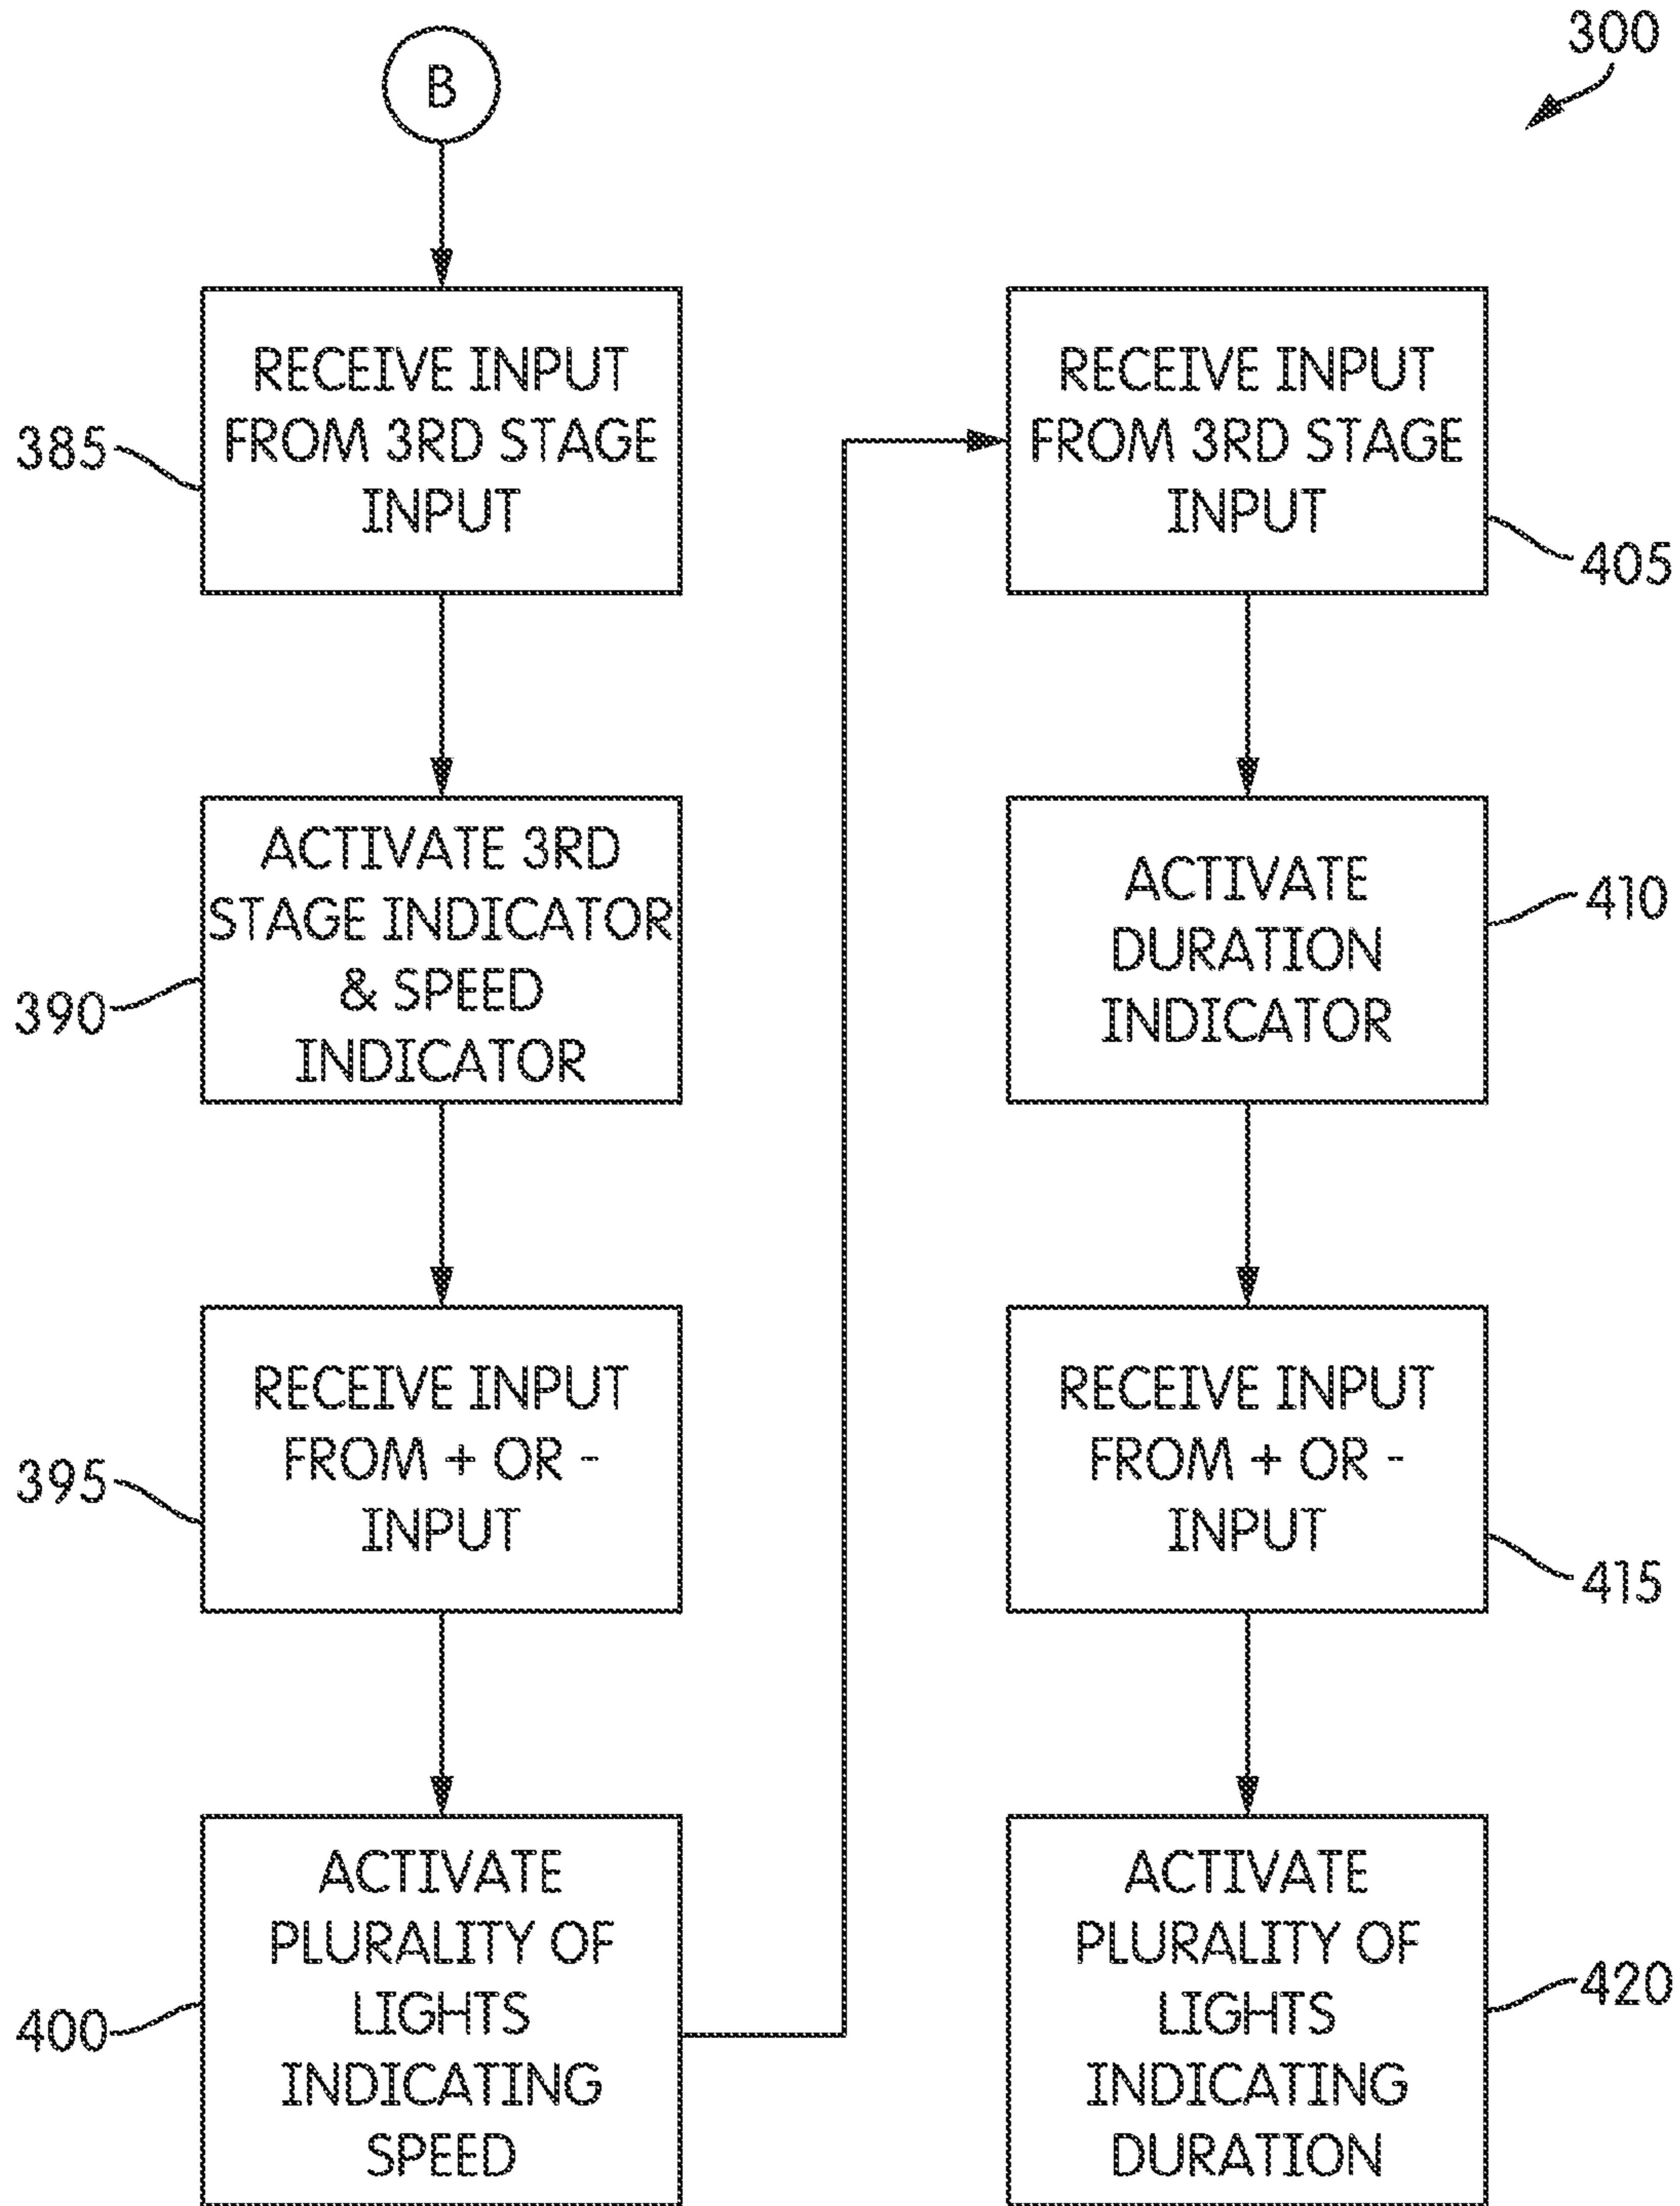 300
B
385
RECEIVE INPUT
FROM 3RD STAGE
INPUT
390
ACTIVATE 3RD
STAGE INDICATOR
& SPEED
INDICATOR
395
RECEIVE INPUT
FROM + OR -
INPUT
400
ACTIVATE
PLURALITY OF
LIGHTS
INDICATING
SPEED
RECEIVE INPUT
FROM 3RD STAGE
INPUT
405
ACTIVATE
DURATION
INDICATOR
410
RECEIVE INPUT
FROM + OR -
INPUT
415
ACTIVATE
PLURALITY OF
LIGHTS
INDICATING
DURATION
420